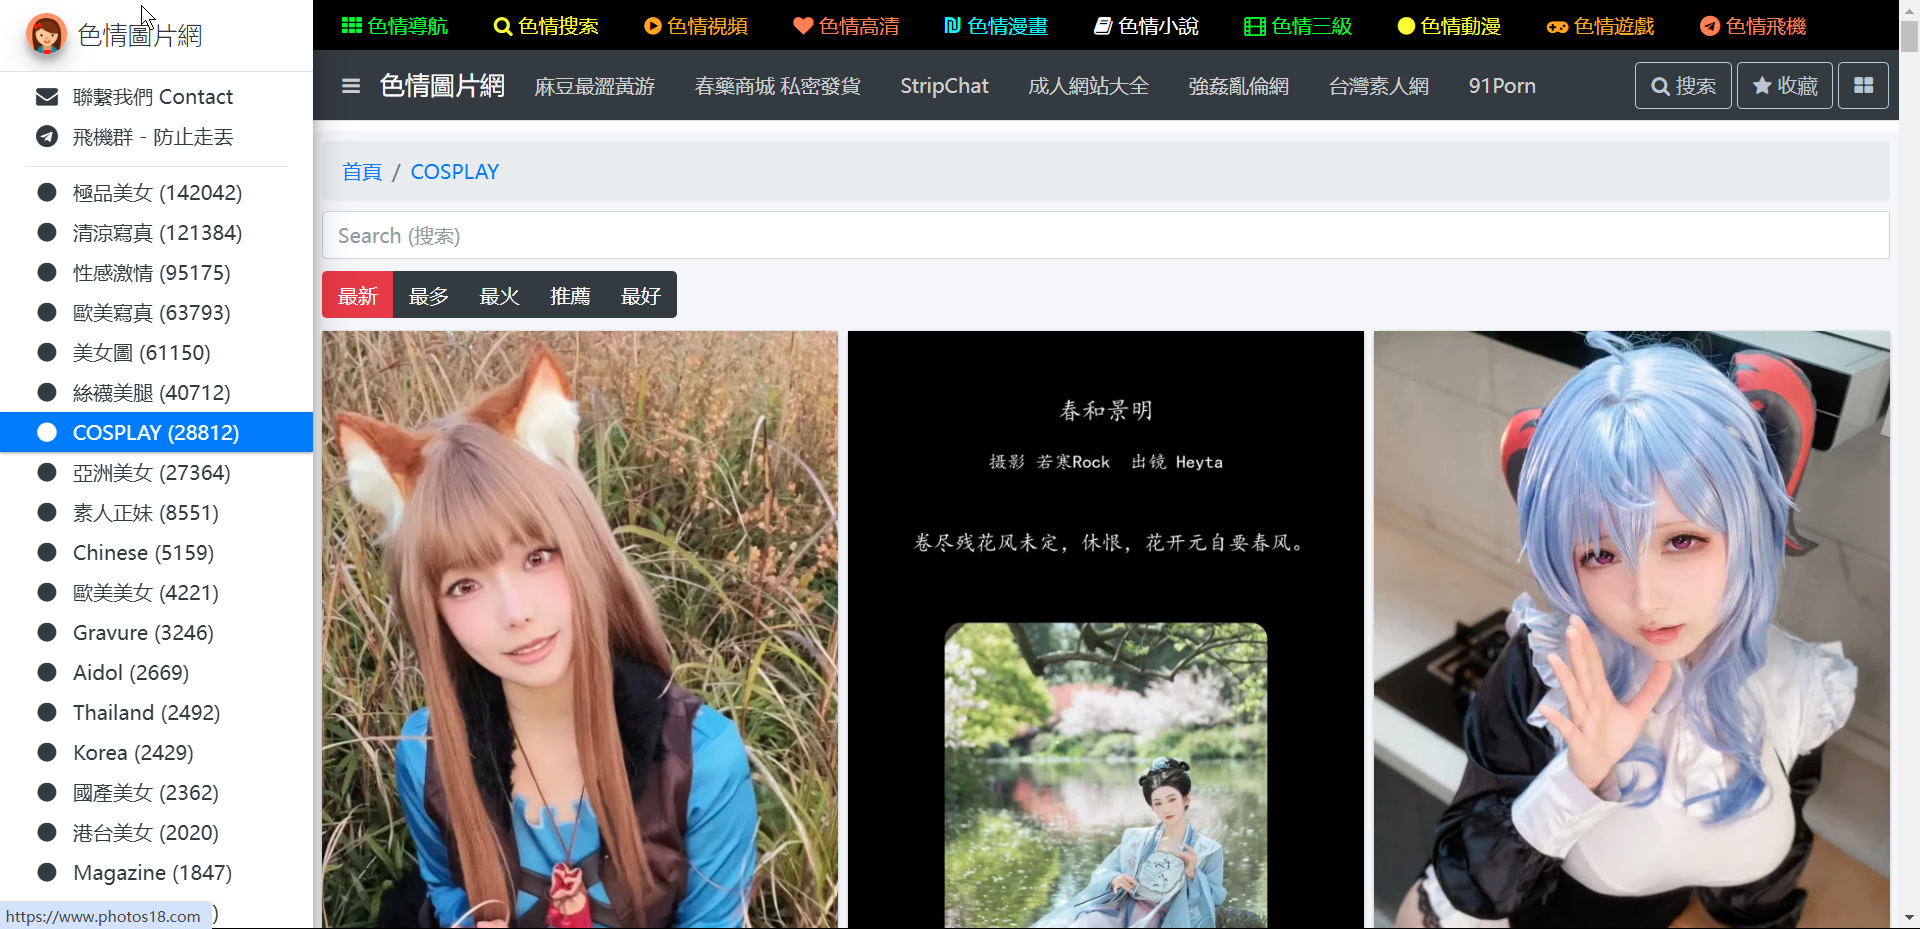 色情圖片網
聯繫我們 Contact
飛機群 - 防止走丟
極品美女 (142042)
清涼寫真 (121384)
性感激情 (95175)
歐美寫真 (63793)
美女圖 (61150)
絲襪美腿 (40712)
COSPLAY (28812)
亞洲美女 (27364)
素人正妹 (8551)
Chinese (5159)
歐美美女 (4221)
Gravure (3246)
Aidol (2669)
Thailand (2492)
Korea (2429)
國產美女 (2362)
港台美女 (2020)
Magazine (1847)
https://www.photos18.com
色情導航 色情搜索 色情視頻 色情高清 色情漫畫 色情小說 色情三級 色情動漫 色情遊戲 色情飛機
色情圖片網 麻豆最澀黃游 春藥商城 私密發貨 StripChat 成人網站大全 強姦亂倫網 台灣素人網 91Porn 搜索 收藏
首頁 / COSPLAY
Search (搜索)
最新 最多 最火 推薦 最好
春和景明
摄影 若寒Rock 出镜 Heyta
卷尽残花风未定，休恨，花开元自要春风。